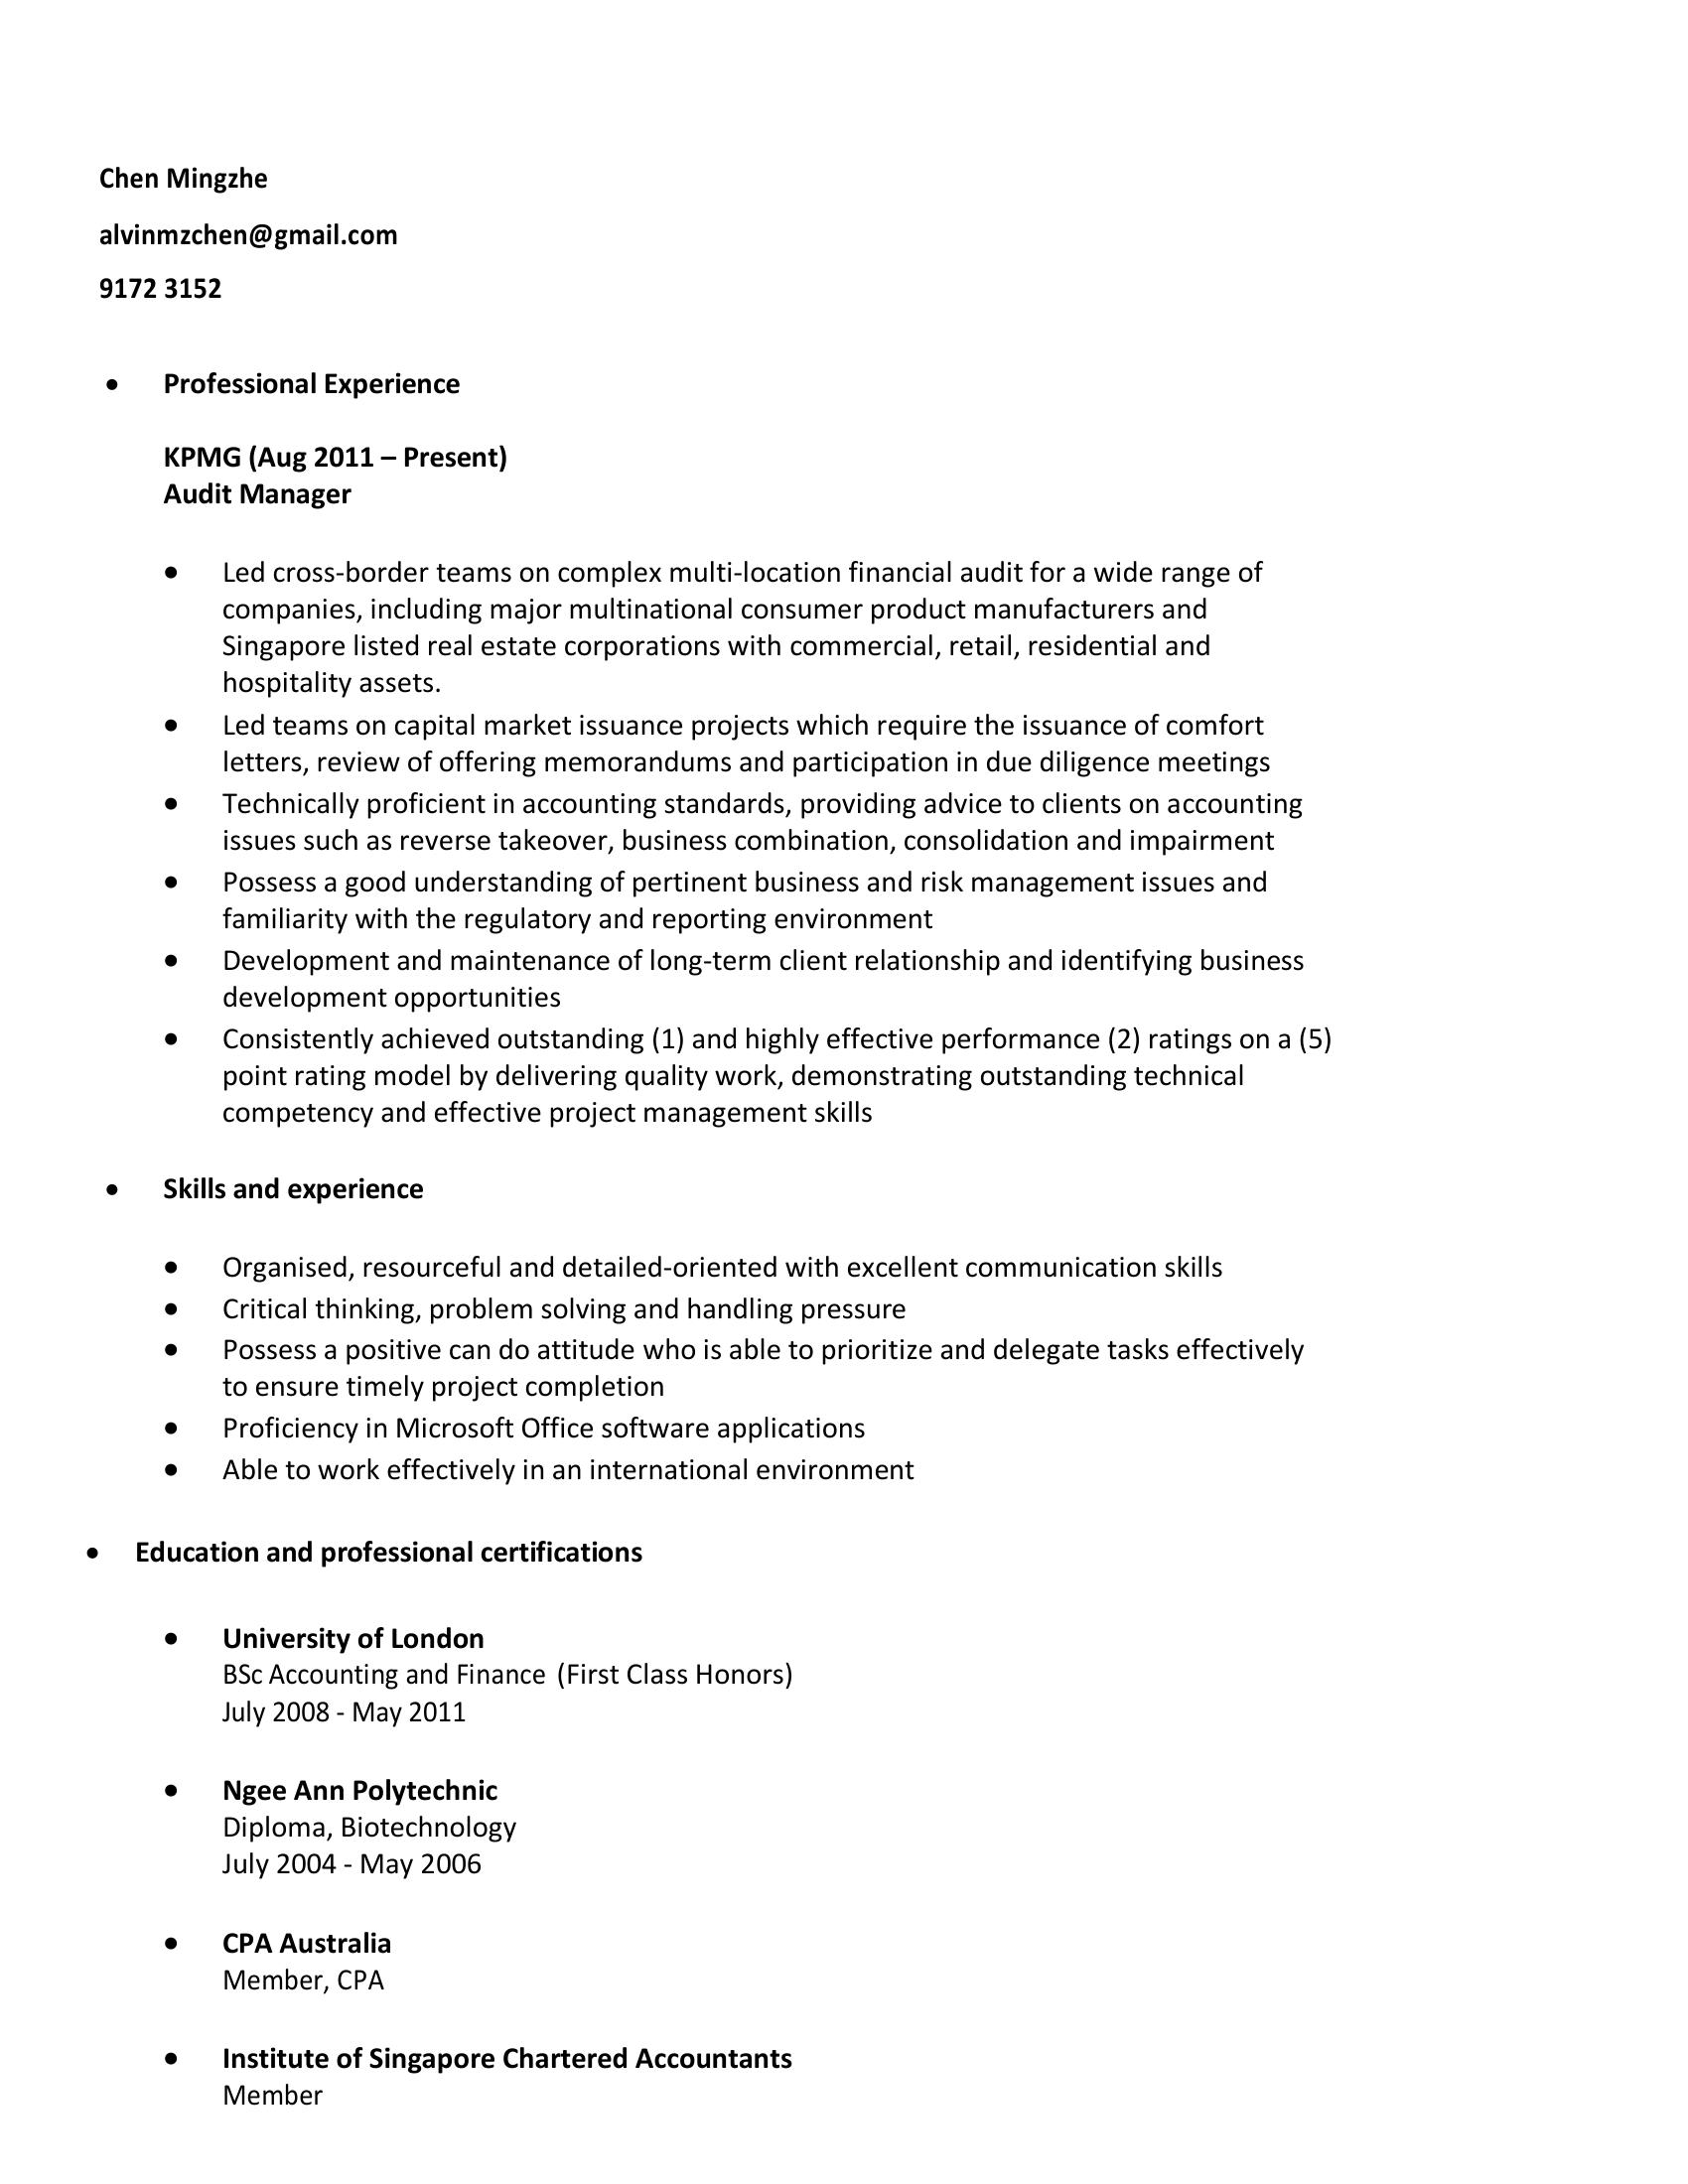 Chen Mingzhe
alvinmzchen@gmail.com
9172 3152
• Professional Experience
KPMG (Aug 2011 – Present)
Audit Manager
• Led cross-border teams on complex multi-location financial audit for a wide range of
companies, including major multinational consumer product manufacturers and
Singapore listed real estate corporations with commercial, retail, residential and
hospitality assets.
• Led teams on capital market issuance projects which require the issuance of comfort
letters, review of offering memorandums and participation in due diligence meetings
• Technically proficient in accounting standards, providing advice to clients on accounting
issues such as reverse takeover, business combination, consolidation and impairment
• Possess a good understanding of pertinent business and risk management issues and
familiarity with the regulatory and reporting environment
• Development and maintenance of long-term client relationship and identifying business
development opportunities
• Consistently achieved outstanding (1) and highly effective performance (2) ratings on a (5)
point rating model by delivering quality work, demonstrating outstanding technical
competency and effective project management skills
• Skills and experience
• Organised, resourceful and detailed-oriented with excellent communication skills
• Critical thinking, problem solving and handling pressure
• Possess a positive can do attitude who is able to prioritize and delegate tasks effectively
to ensure timely project completion
• Proficiency in Microsoft Office software applications
• Able to work effectively in an international environment
• Education and professional certifications
• University of London
BSc Accounting and Finance (First Class Honors)
July 2008 - May 2011
• Ngee Ann Polytechnic
Diploma, Biotechnology
July 2004 - May 2006
• CPA Australia
Member, CPA
• Institute of Singapore Chartered Accountants
Member